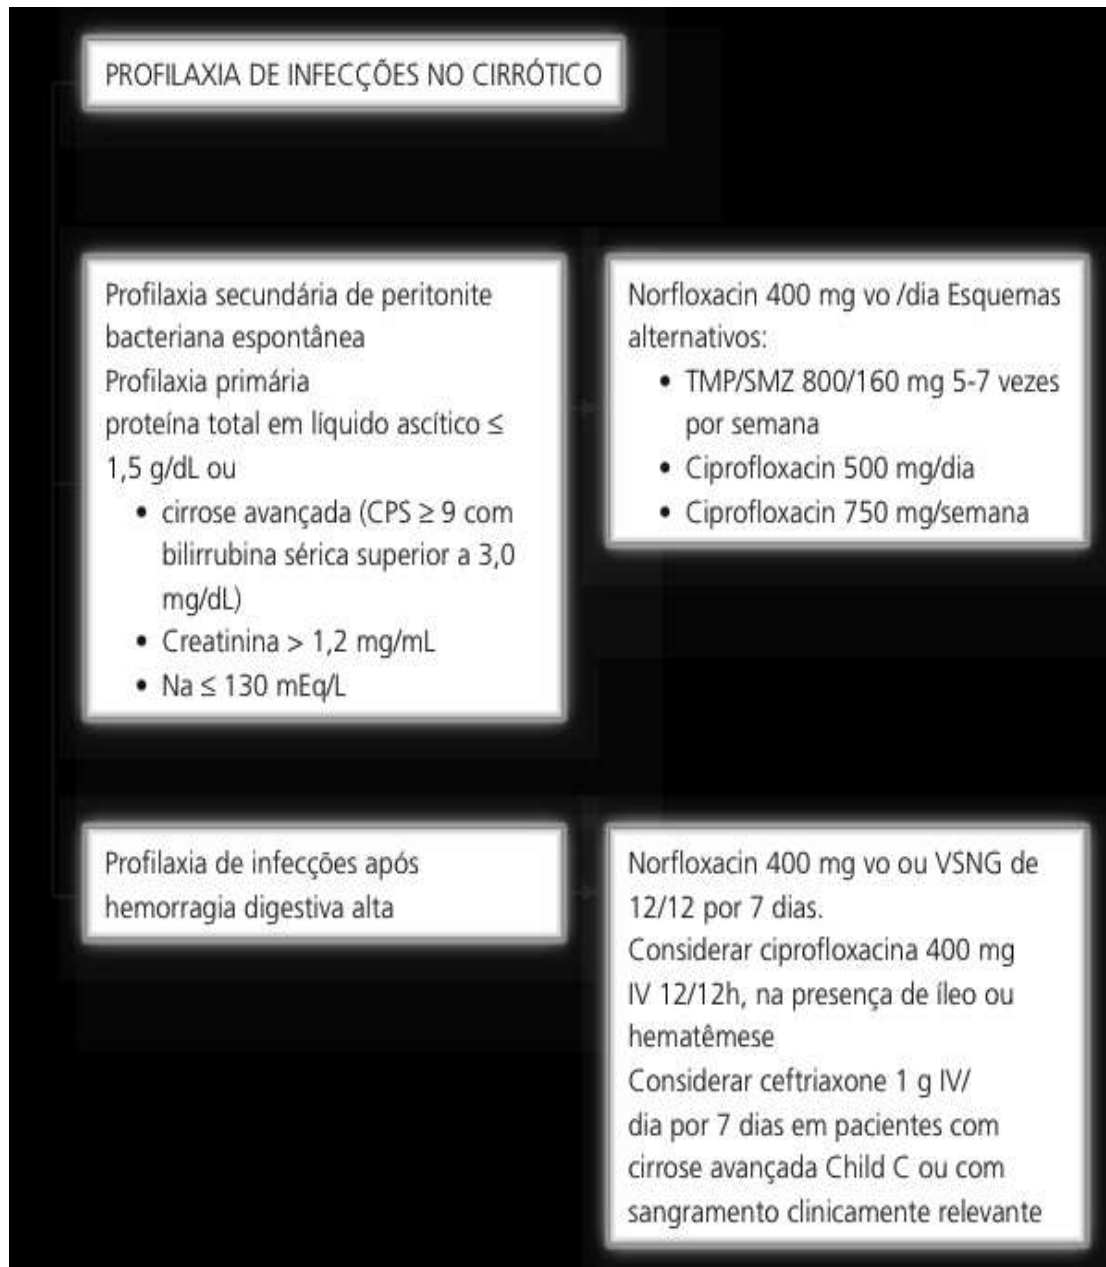 PROFILAXIA DE INFECÇÕES NO CIRRÓTICO
Profilaxia secundária de peritonite
bacteriana espontânea
Profilaxia primária
proteína total em líquido ascítico ≤
1,5 g/dL ou
• cirrose avançada (CPS ≥ 9 com
bilirrubina sérica superior a 3,0
mg/dL)
• Creatinina > 1,2 mg/mL
• Na ≤ 130 mEq/L
Norfloxacin 400 mg vo /dia Esquemas
alternativos:
• TMP/SMZ 800/160 mg 5-7 vezes
por semana
• Ciprofloxacin 500 mg/dia
• Ciprofloxacin 750 mg/semana
Profilaxia de infecções após
hemorragia digestiva alta
Norfloxacin 400 mg vo ou VSNG de
12/12 por 7 dias.
Considerar ciprofloxacina 400 mg
IV 12/12h, na presença de íleo ou
hematêmese
Considerar ceftriaxone 1 g IV/
dia por 7 dias em pacientes com
cirrose avançada Child C ou com
sangramento clinicamente relevante